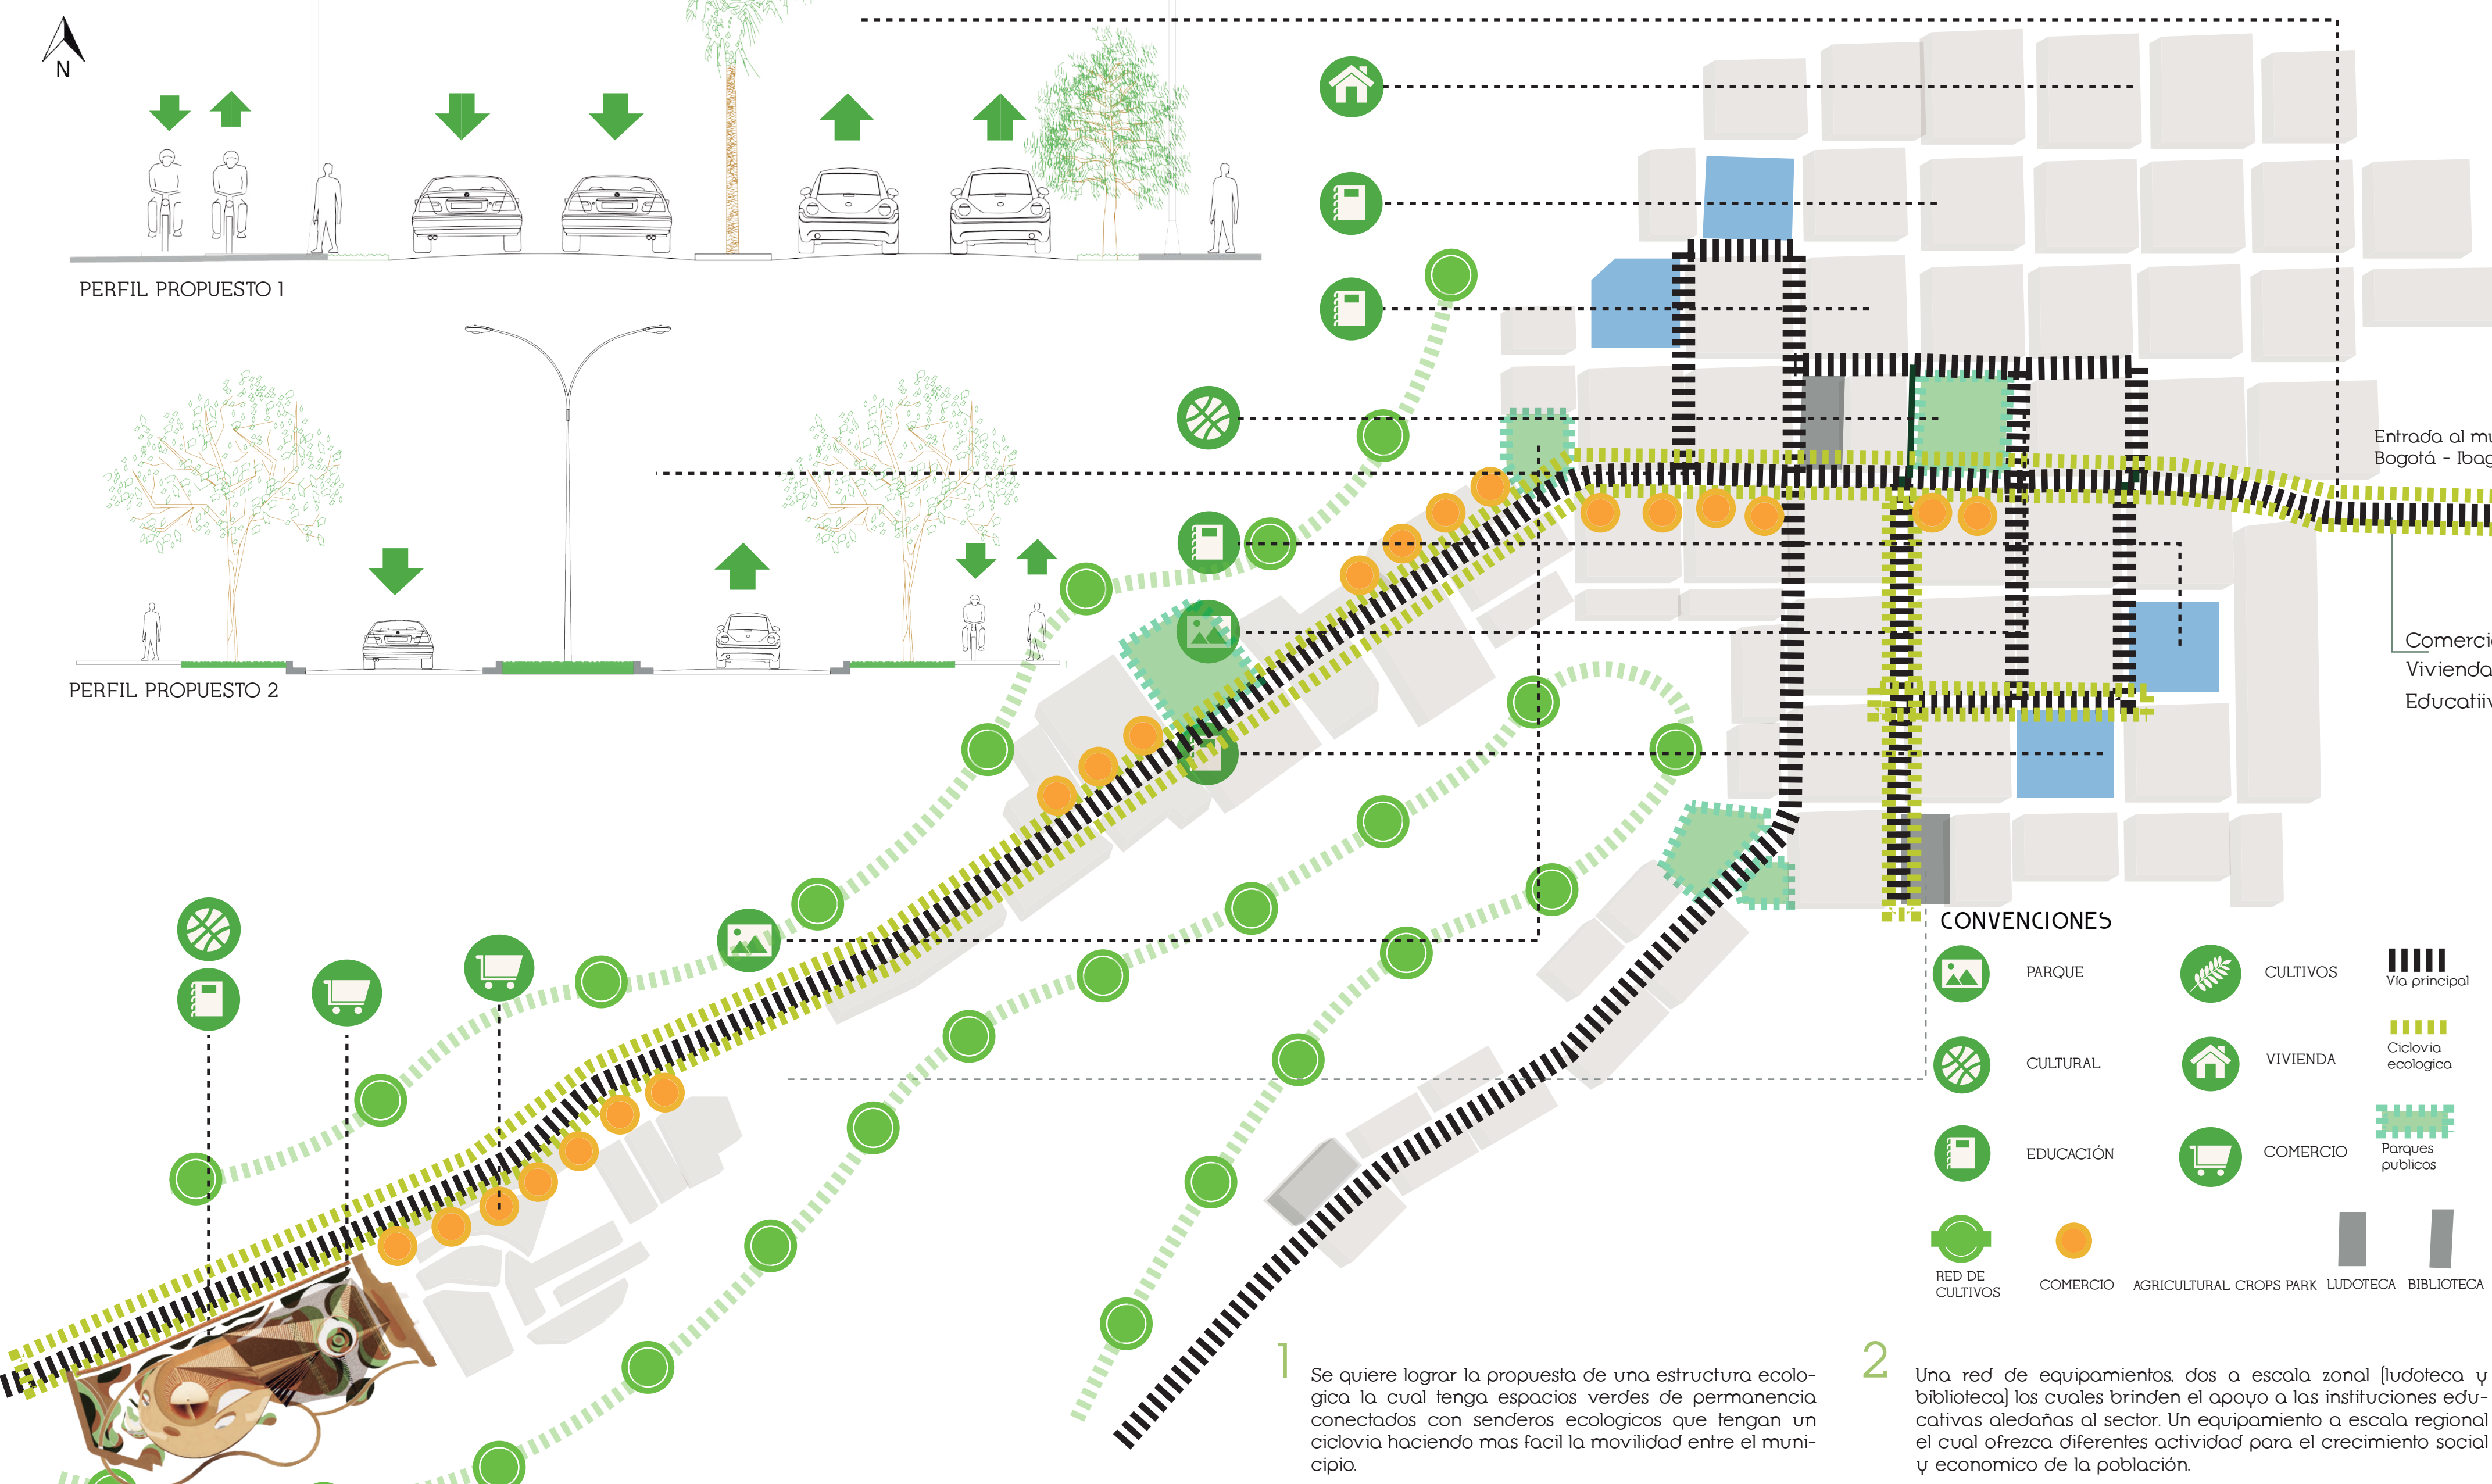 N
PERFIL PROPUESTO 1
PERFIL PROPUESTO 2
Entrada al
Bogotá -
Vivienda
CONVENCIONES
PARQUE
CULTIVOS
Vía principal
CULTURAL
VIVIENDA
Ciclovia
ecologica
EDUCACIÓN
COMERCIO
Parques
publicos
RED DE
CULTIVOS
COMERCIO
AGRICULTURAL CROPS PARK
LUDOTECA
BIBLIOTECA
1
Se quiere lograr la propuesta de una estructura ecolo-
gica la cual tenga espacios verdes de permanencia
conectados con senderos ecologicos que tengan un
ciclovia haciendo mas facil la movilidad entre el muni-
cipio.
2
Una red de equipamientos, dos a escala zonal (ludoteca y
biblioteca) los cuales brinden el apoyo a las instituciones edu-
cativas aledañas al sector. Un equipamiento a escala regional
el cual ofrezca diferentes actividad para el crecimiento social
y economico de la población.